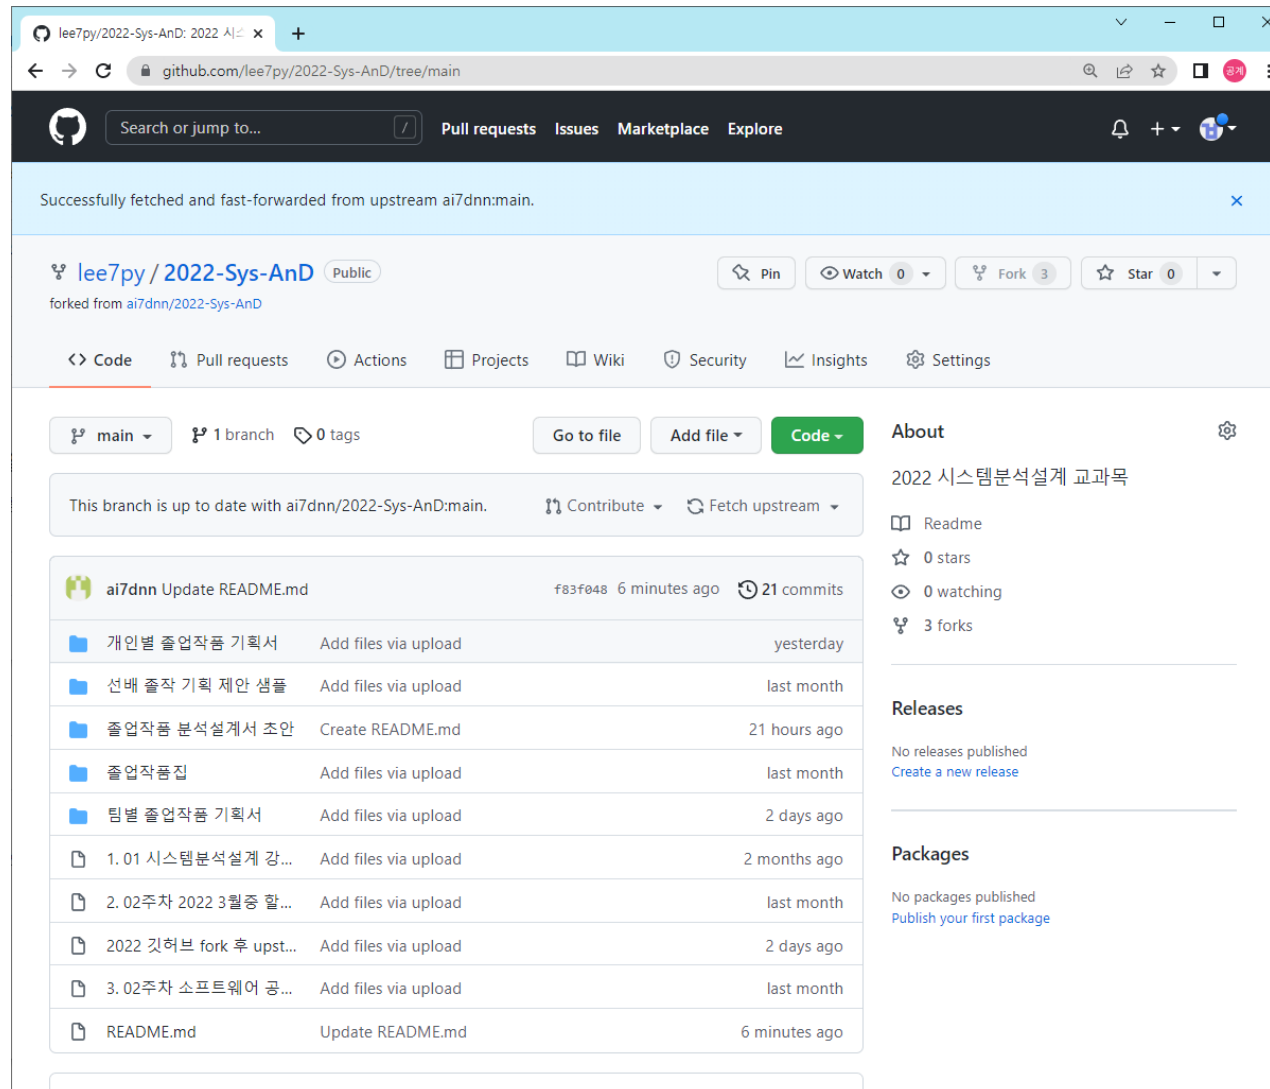 lee7py/2022-Sys-AnD: 2022 시스
github.com/lee7py/2022-Sys-AnD/tree/main
공계
Search or jump to... /
Pull requests Issues Marketplace Explore
Successfully fetched and fast-forwarded from upstream ai7dnn:main.
lee7py / 2022-Sys-AnD Public
Pin Watch 0 Fork 3 Star 0
forked from ai7dnn/2022-Sys-AnD
Code Pull requests Actions Projects Wiki Security Insights Settings
main 1 branch 0 tags Go to file Add file Code
This branch is up to date with ai7dnn/2022-Sys-AnD:main. Contribute Fetch upstream
ai7dnn Update README.md f83f048 6 minutes ago 21 commits
개인별 졸업작품 기획서 Add files via upload yesterday
선배 졸작 기획 제안 샘플 Add files via upload last month
졸업작품 분석설계서 초안 Create README.md 21 hours ago
졸업작품집 Add files via upload last month
팀별 졸업작품 기획서 Add files via upload 2 days ago
1. 01 시스템분석설계 강... Add files via upload 2 months ago
2. 02주차 2022 3월중 할... Add files via upload last month
2022 깃허브 fork 후 upst... Add files via upload 2 days ago
3. 02주차 소프트웨어 공... Add files via upload last month
README.md Update README.md 6 minutes ago
About
2022 시스템분석설계 교과목
Readme
0 stars
0 watching
3 forks
Releases
No releases published
Create a new release
Packages
No packages published
Publish your first package